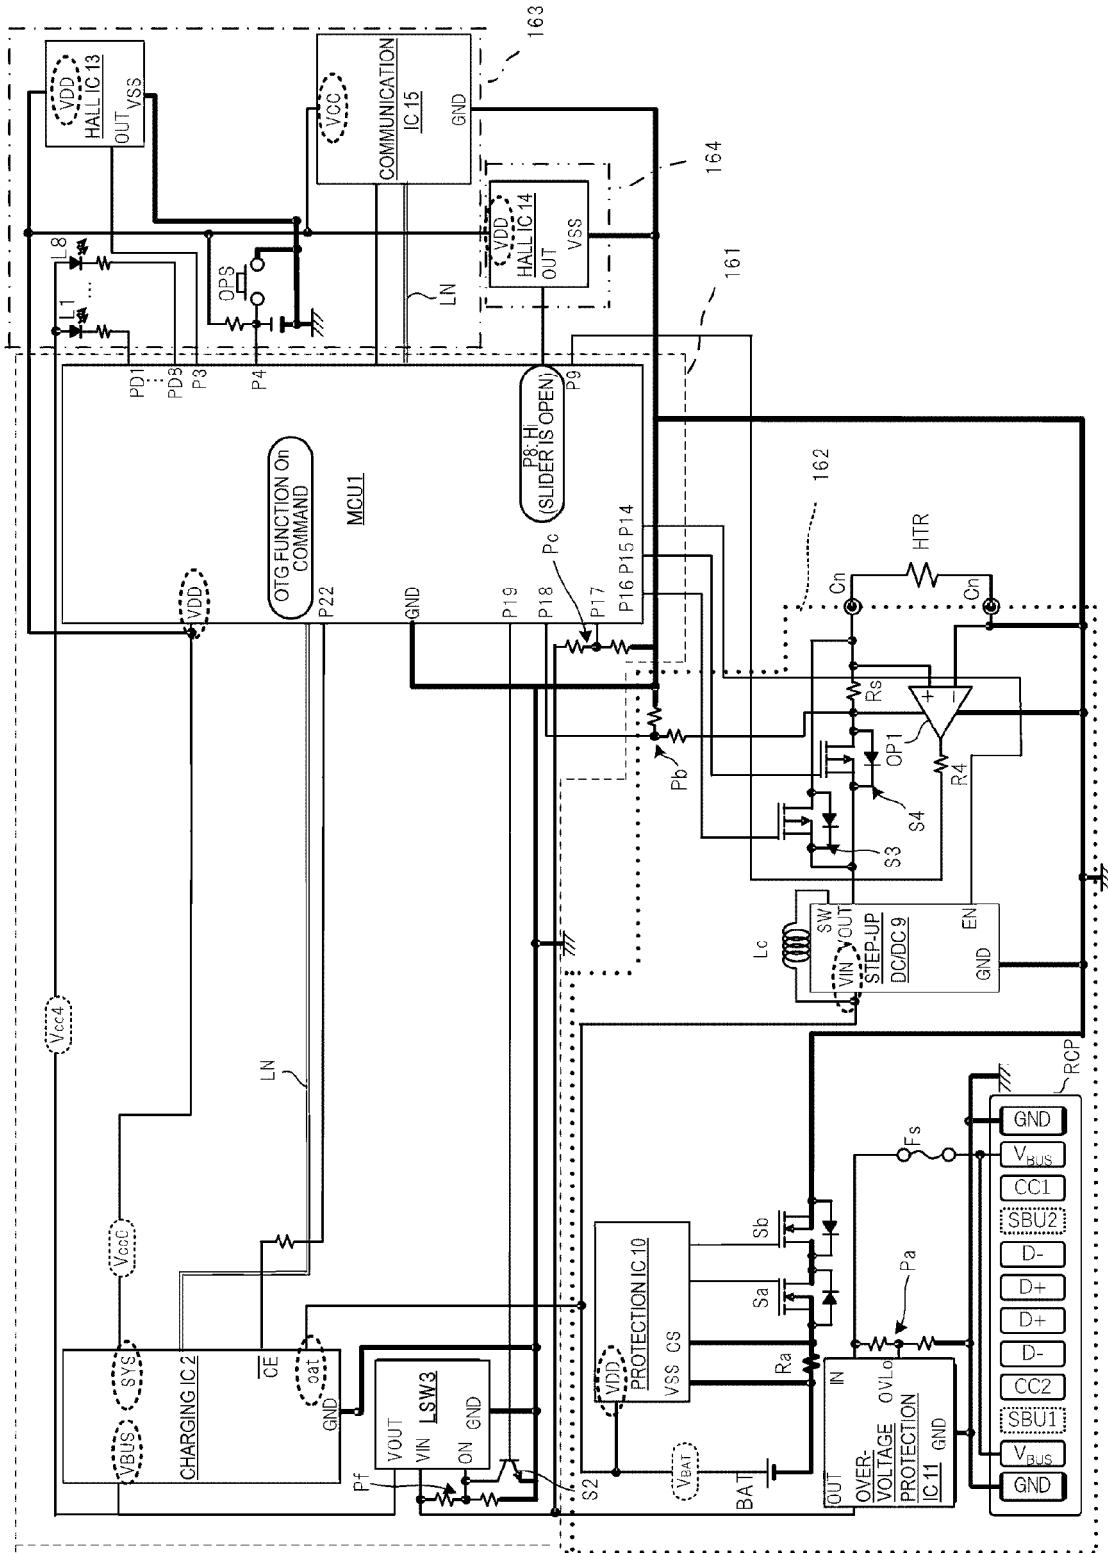 163
VDD
HALL IC 13
OUT
VSS
VCC
COMMUNICATION
IC 15
GND
164
VDD
HALL IC 14
OUT
VSS
161
L8
L1
OPS
LN
PD1
PD8
P3
P4
P8: Hi
(SLIDER IS OPEN)
P9
OTG FUNCTION On
COMMAND
MCU1
VDD
P22
GND
P19
P18
P17
P16
P15
P14
Pc
162
HTR
Cn
Cn
Rs
OP1
R4
Pb
S4
S3
Lc
SW
VOUT
VIN
STEP-UP
DC/DC 9
EN
GND
Vcc4
Vcc0
LN
VBUS
SYS
CHARGING IC 2
CE
bat
GND
VOUT
VIN
LSW3
ON
GND
Pf
S2
VDD
PROTECTION IC 10
VSS
CS
Sa
Sb
Ra
VBAT
BAT
OUT
IN
OVLo
OVER-
VOLTAGE
PROTECTION
IC 11
GND
Pa
Fs
RCP
GND
VBUS
CC1
SBU2
D-
D+
D+
D-
CC2
SBU1
VBUS
GND